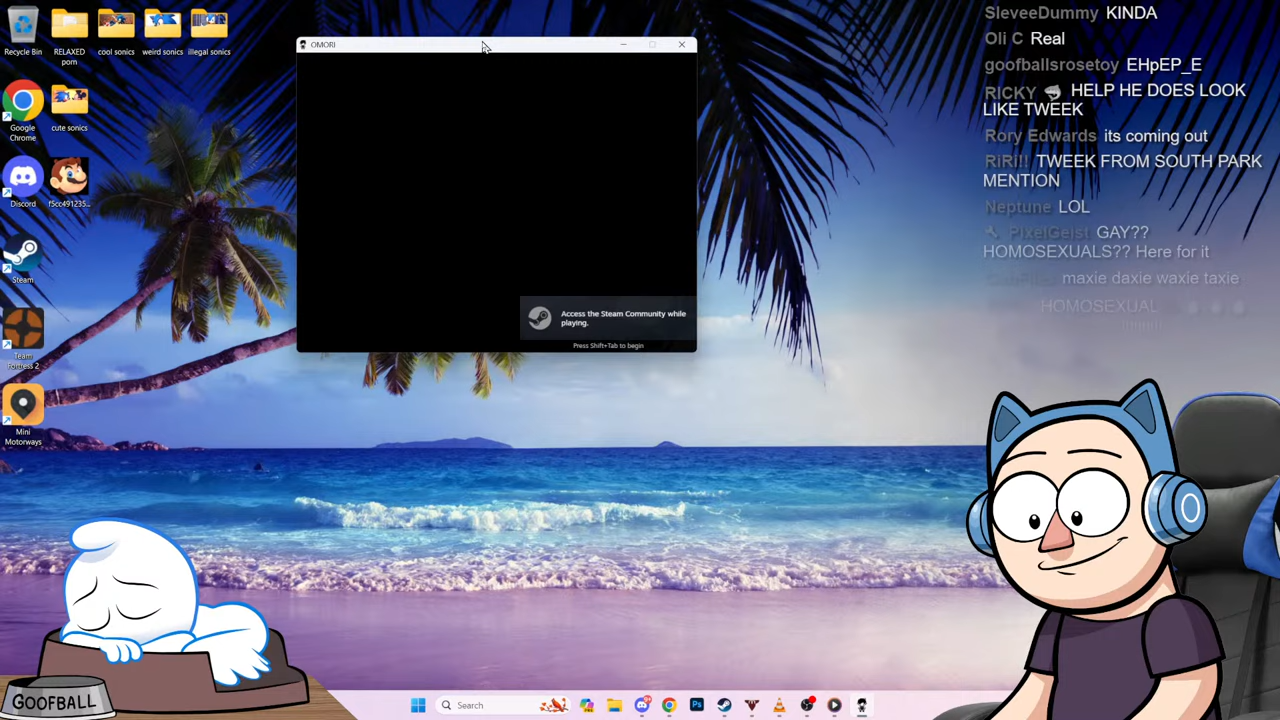 Recycle Bin
RELAXED
porn
cool sonics
weird sonics
illegal sonics
Google
Chrome
cute sonics
Discord
f5cc491235...
Steam
Team
Fortress 2
Mini
Motorways
OMORI
Access the Steam Community while
playing.
Press Shift+Tab to begin
SleveeDummy KINDA
Oli C Real
goofballsrosetoy EHpEP_E
RICKY HELP HE DOES LOOK
LIKE TWEEK
Rory Edwards its coming out
RiRi!! TWEEK FROM SOUTH PARK
MENTION
Neptune LOL
PixelGeist GAY??
HOMOSEXUALS?? Here for it
maxie daxie waxie taxie
HOMOSEXUAL
GOOFBALL
Search